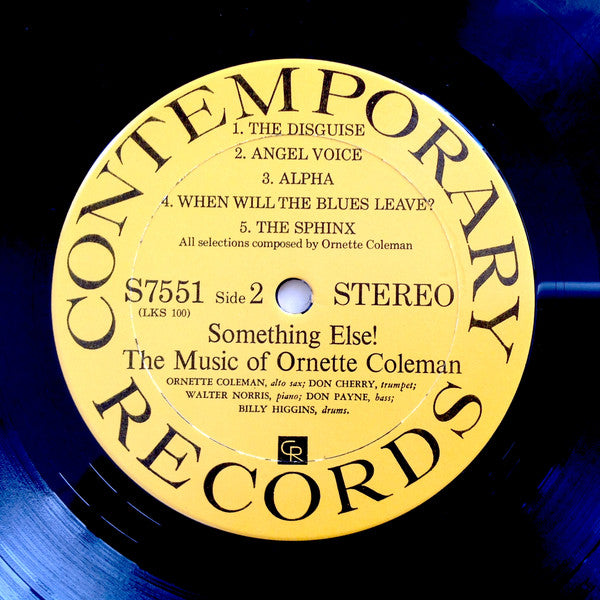 CONTEMPORARY
1. THE DISGUISE
2. ANGEL VOICE
3. ALPHA
4. WHEN WILL THE BLUES LEAVE?
5. THE SPHINX
All selections composed by Ornette Coleman
S7551 Side 2 STEREO
(LKS 100)
Something Else!
The Music of Ornette Coleman
ORNETTE COLEMAN, alto sax; DON CHERRY, trumpet;
WALTER NORRIS, piano; DON PAYNE, bass;
BILLY HIGGINS, drums.
CR
RECORDS